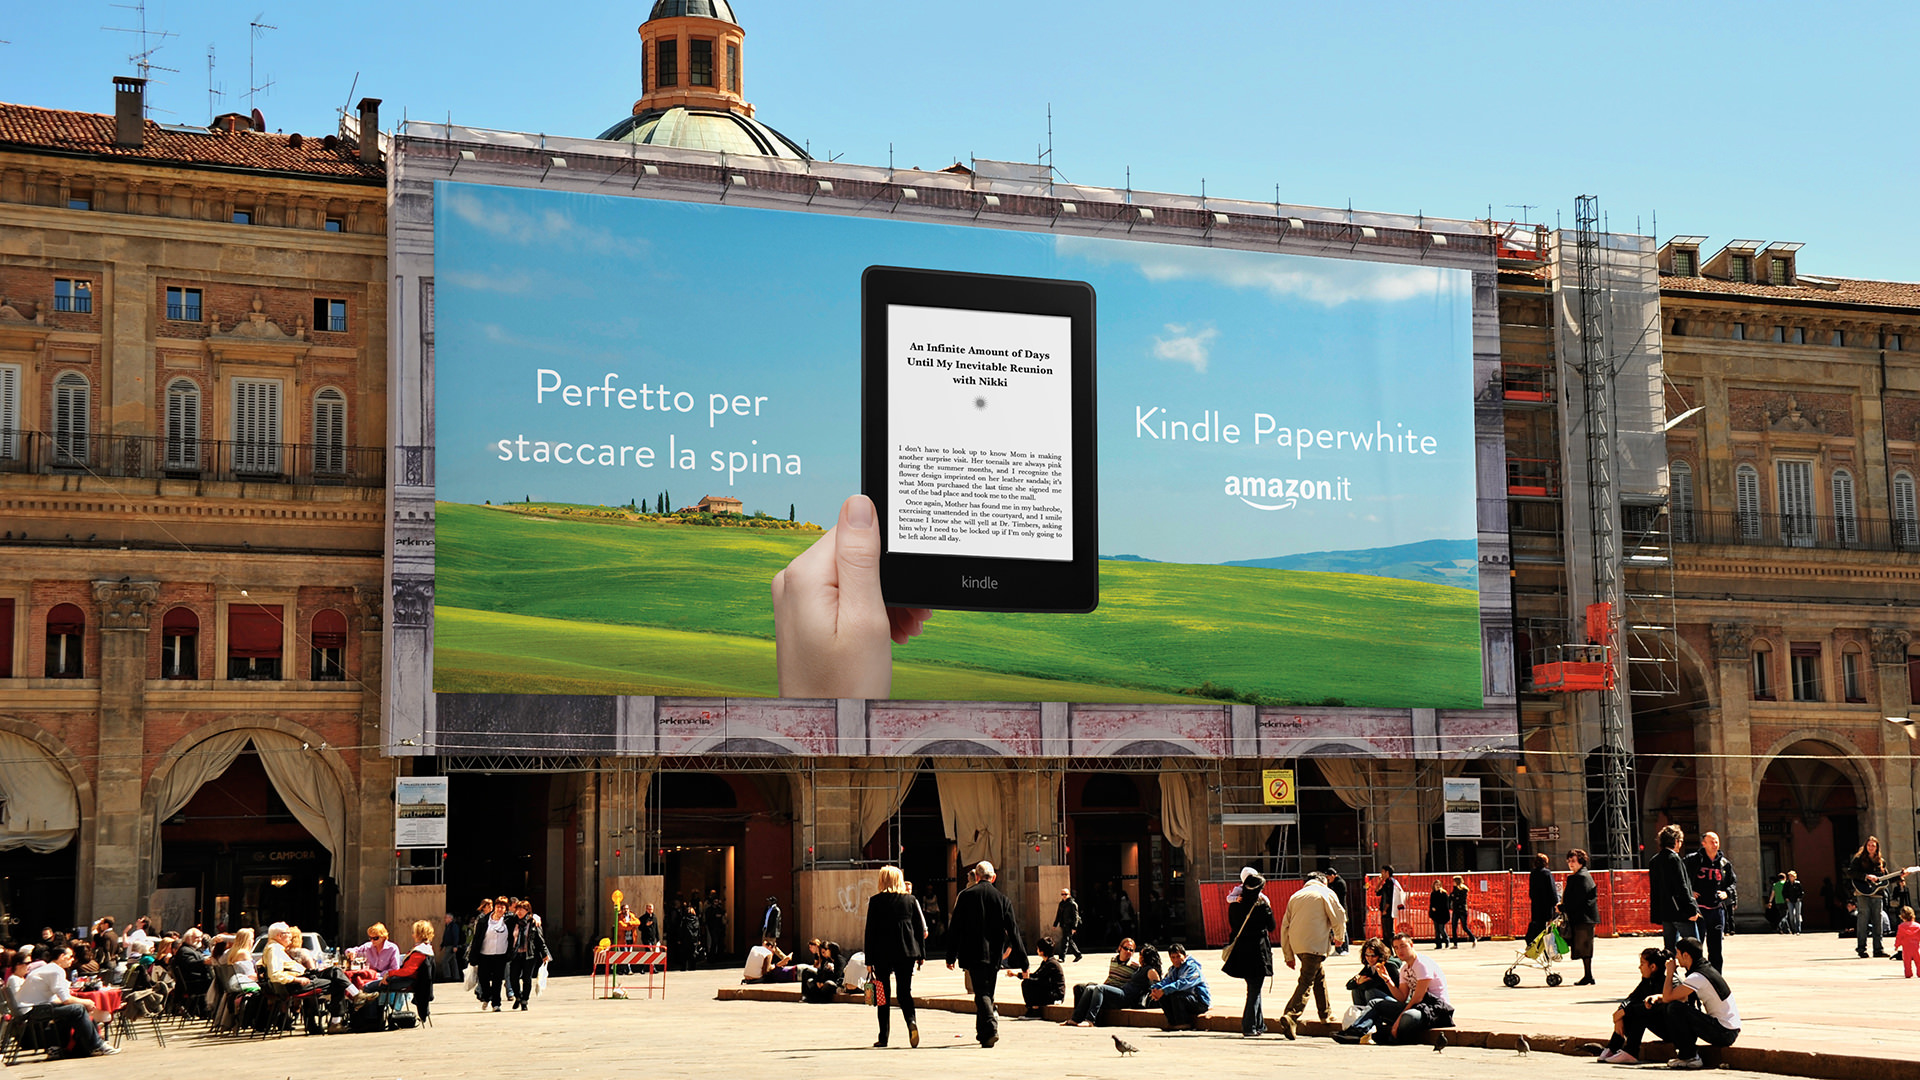 Perfetto per
staccare la spina
An Infinite Amount of Days
Until My Inevitable Reunion
with Nikki
I don't have to look up to know Mom is making
another surprise visit. Her toenails are always pink
during the summer months, and I recognize the
flower design imprinted on her leather sandals; it's
what Mom purchased the last time she signed me
out of the bad place and took me to the mall.
Once again, Mother has found me in my bathrobe,
exercising unattended in the courtyard, and I smile
because I know she will yell at Dr. Timbers, asking
him why I need to be locked up if I'm only going to
be left alone all day.
kindle
Kindle Paperwhite
amazon.it
arkimedia
arkimedia
CAMPORA